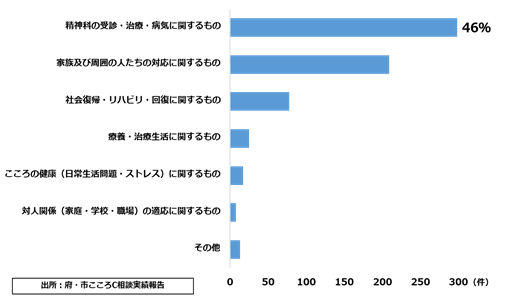 精神科の受診・治療・病気に関するもの
46%
家族及び周囲の人たちの対応に関するもの
社会復帰・リハビリ・回復に関するもの
療養・治療生活に関するもの
こころの健康（日常生活問題・ストレス）に関するもの
対人関係（家庭・学校・職場）の適応に関するもの
その他
0 50 100 150 200 250 300（件）
出所：府・市こころC相談実績報告